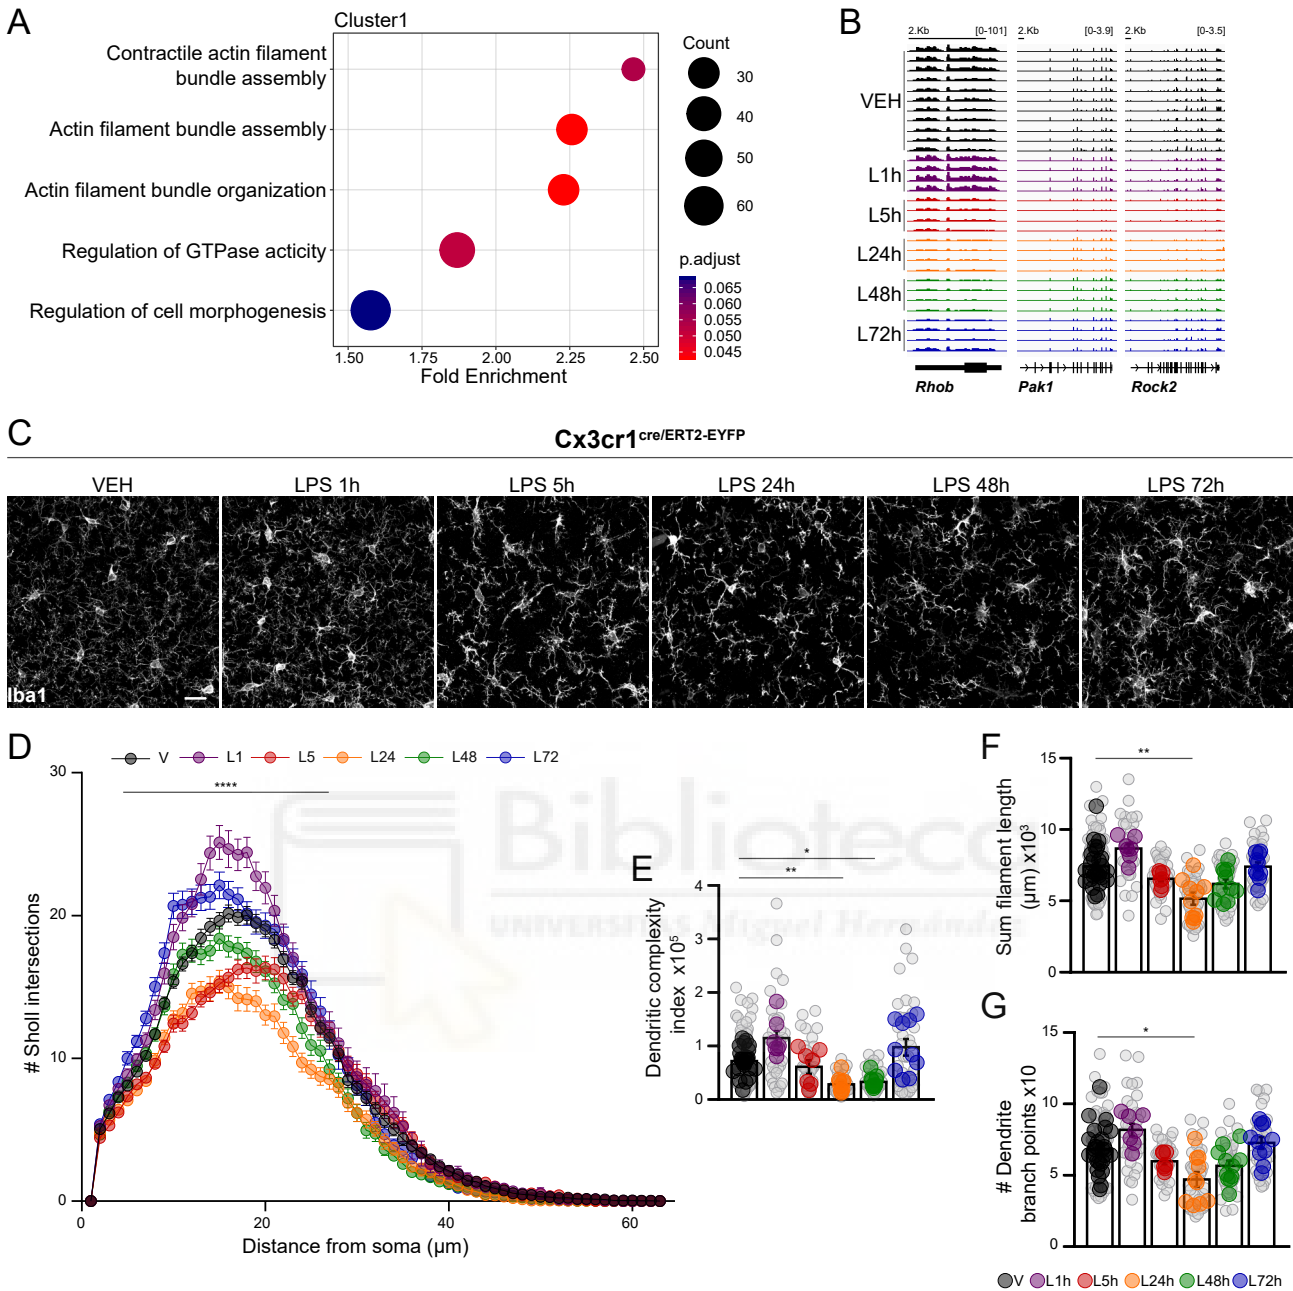 A
Cluster1
Contractile actin filament
bundle assembly
Actin filament bundle assembly
Actin filament bundle organization
Regulation of GTPase acticity
Regulation of cell morphogenesis
1.50
1.75
2.00
2.25
2.50
Fold Enrichment
Count
30
40
50
60
p.adjust
0.065
0.060
0.055
0.050
0.045
B
2.Kb [0-101] 2.Kb [0-3.9] 2.Kb [0-3.5]
VEH
L1h
L5h
L24h
L48h
L72h
Rhob Pak1 Rock2
C
Cx3cr1cre/ERT2-EYFP
VEH LPS 1h LPS 5h LPS 24h LPS 48h LPS 72h
Iba1
D
V L1 L5 L24 L48 L72
****
# Sholl intersections
30
20
10
0
0 20 40 60
Distance from soma (µm)
E
Dendritic complexity
index x10⁵
*
**
4
3
2
1
0
F
Sum filament length
(µm) x10³
**
15
10
5
0
G
# Dendrite
branch points x10
*
15
10
5
0
V L1h L5h L24h L48h L72h
Biblioteca
UNIVERSITAS Miguel Hernández